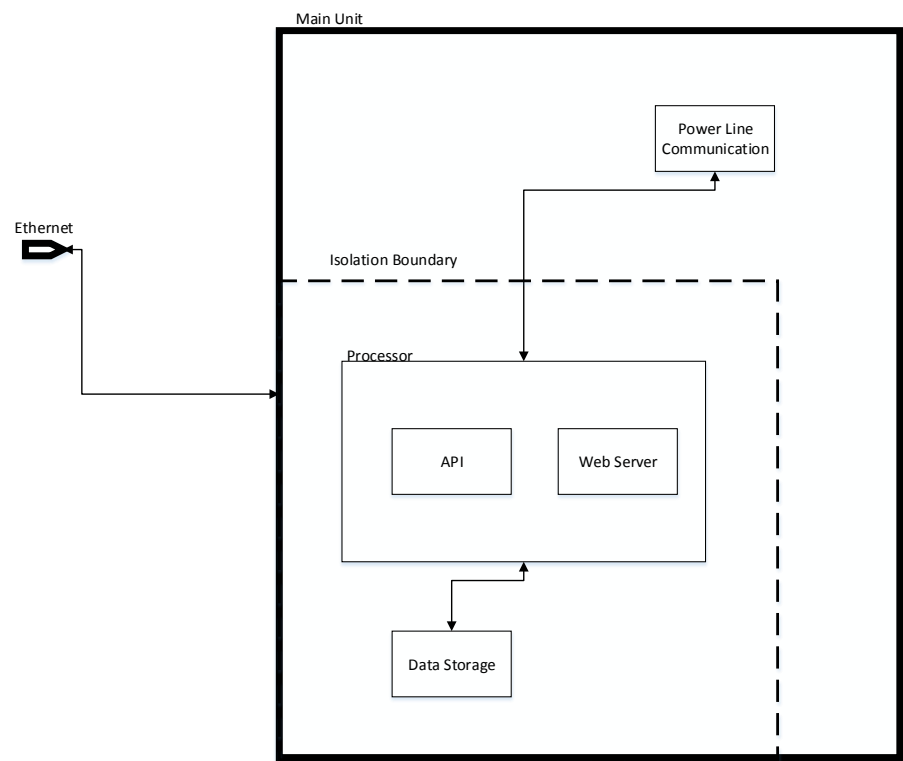 Main Unit
Power Line
Communication
Ethernet
Isolation Boundary
Processor
API
Web Server
Data Storage